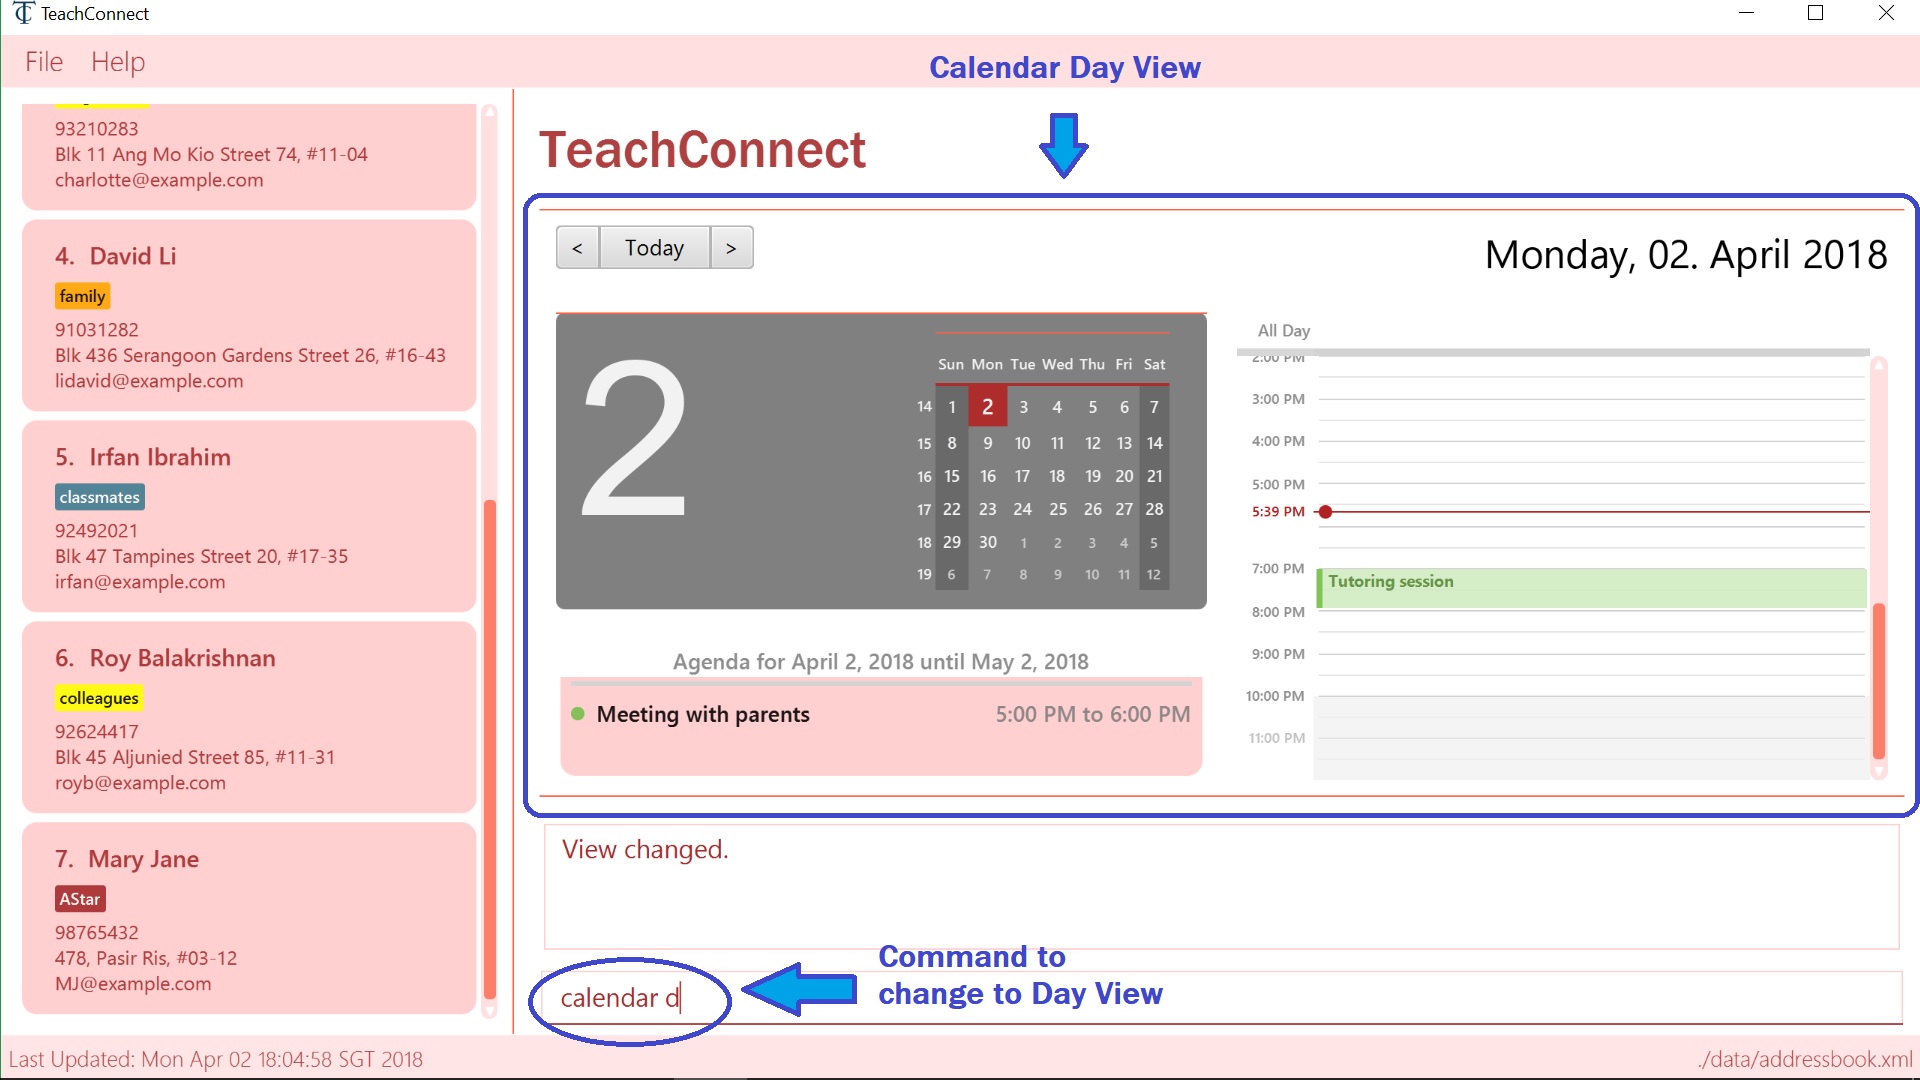 TeachConnect
File Help
Calendar Day View
93210283
Blk 11 Ang Mo Kio Street 74, #11-04
charlotte@example.com
4. David Li
family
91031282
Blk 436 Serangoon Gardens Street 26, #16-43
lidavid@example.com
5. Irfan Ibrahim
classmates
92492021
Blk 47 Tampines Street 20, #17-35
irfan@example.com
6. Roy Balakrishnan
colleagues
92624417
Blk 45 Aljunied Street 85, #11-31
royb@example.com
7. Mary Jane
AStar
98765432
478, Pasir Ris, #03-12
MJ@example.com
TeachConnect
< Today >
Monday, 02. April 2018
2
Sun Mon Tue Wed Thu Fri Sat
14 1 2 3 4 5 6 7
15 8 9 10 11 12 13 14
16 15 16 17 18 19 20 21
17 22 23 24 25 26 27 28
18 29 30 1 2 3 4 5
19 6 7 8 9 10 11 12
Agenda for April 2, 2018 until May 2, 2018
Meeting with parents 5:00 PM to 6:00 PM
All Day
2:00 PM
3:00 PM
4:00 PM
5:00 PM
5:39 PM
7:00 PM
Tutoring session
8:00 PM
9:00 PM
10:00 PM
11:00 PM
View changed.
calendar d
Command to
change to Day View
Last Updated: Mon Apr 02 18:04:58 SGT 2018
./data/addressbook.xml